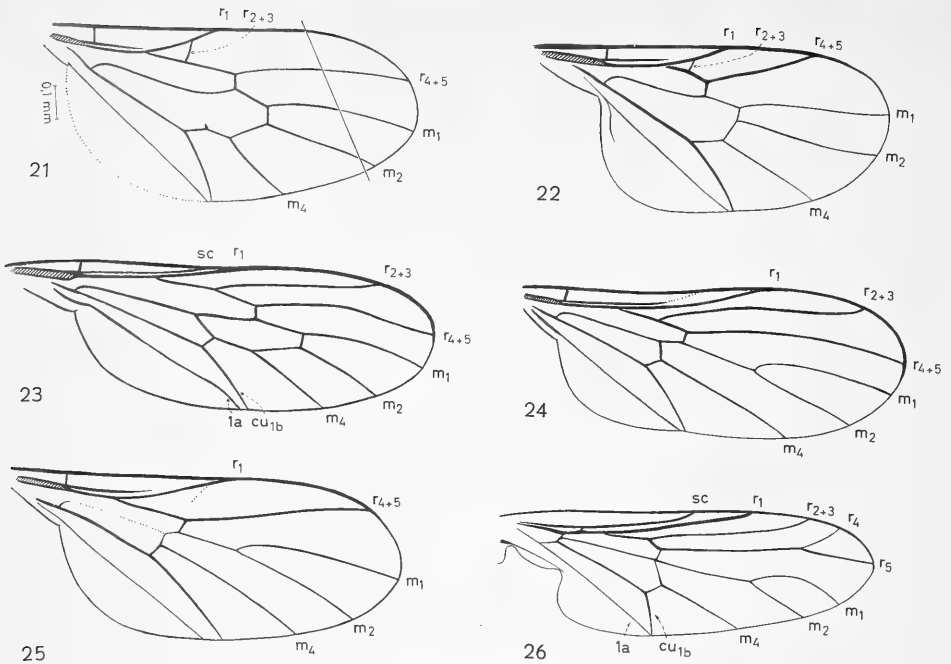 r1 r2+3
r4+5
m1
m2
m4
0,1 mm
21
r1 r2+3
r4+5
m1
m2
m4
22
sc r1
r2+3
r4+5
m1
m2
m4
1a cu1b
23
r1
r2+3
r4+5
m1
m2
m4
24
r1
r4+5
m1
m2
m4
25
sc r1 r2+3
r4
r5
m1
m2
m4
1a cu1b
26